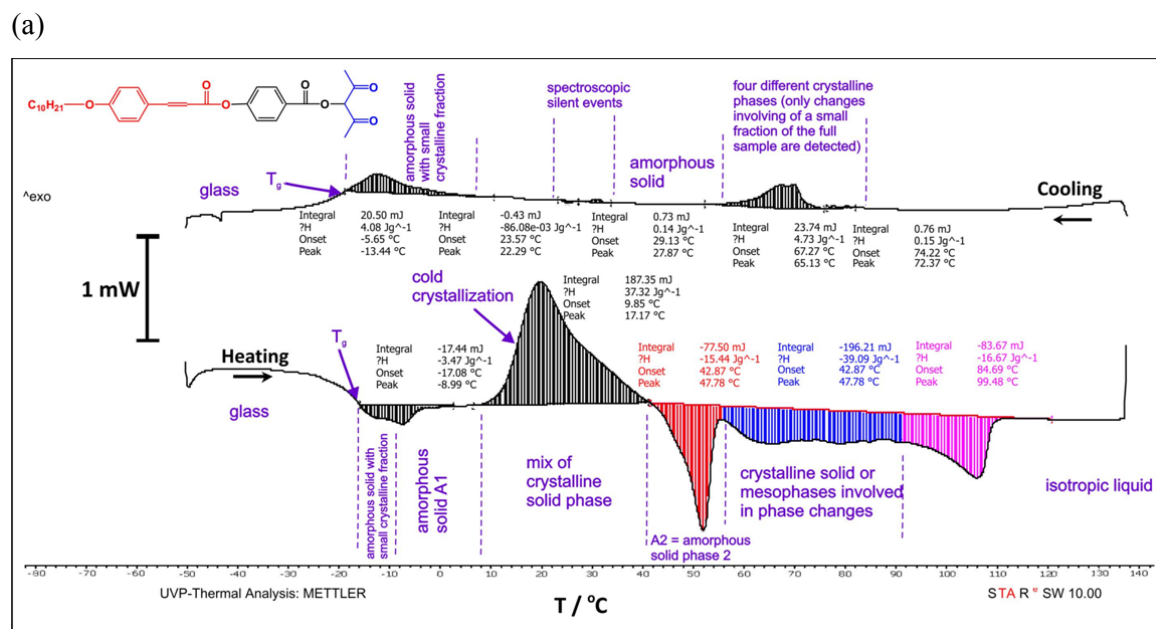 (a)
C10H21
O
O
O
O
O
O
O
glass
Tg
amorphous solid
with small
crystalline fraction
spectroscopic
silent events
amorphous
solid
four different crystalline
phases (only changes
involving of a small
fraction of the full
sample are detected)
Cooling
^exo
Integral 20.50 mJ
?H 4.08 Jg^-1
Onset -5.65 °C
Peak -13.44 °C
Integral -0.43 mJ
?H -86.08e-03 Jg^-1
Onset 23.57 °C
Peak 22.29 °C
Integral 0.73 mJ
?H 0.14 Jg^-1
Onset 29.13 °C
Peak 27.87 °C
Integral 23.74 mJ
?H 4.73 Jg^-1
Onset 67.27 °C
Peak 65.13 °C
Integral 0.76 mJ
?H 0.15 Jg^-1
Onset 74.22 °C
Peak 72.37 °C
1 mW
cold
crystallization
Integral 187.35 mJ
?H 37.32 Jg^-1
Onset 9.85 °C
Peak 17.17 °C
Heating
glass
Tg
Integral -17.44 mJ
?H -3.47 Jg^-1
Onset -17.08 °C
Peak -8.99 °C
Integral -77.50 mJ
?H -15.44 Jg^-1
Onset 42.87 °C
Peak 47.78 °C
Integral -196.21 mJ
?H -39.09 Jg^-1
Onset 42.87 °C
Peak 47.78 °C
Integral -83.67 mJ
?H -16.67 Jg^-1
Onset 84.69 °C
Peak 99.48 °C
amorphous solid with
small crystalline fraction
amorphous
solid A1
mix of
crystalline
solid phase
A2 = amorphous
solid phase 2
crystalline solid or
mesophases involved
in phase changes
isotropic liquid
-80 -70 -60 -50 -40 -30 -20 -10 0 10 20 30 40 50 60 70 80 90 100 110 120 130 140
UVP-Thermal Analysis: METTLER
T / °C
STARe SW 10.00